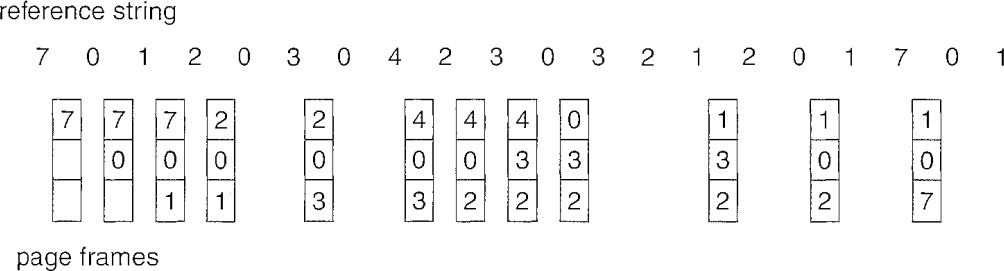 reference string
7 0 1 2 0 3 0 4 2 3 0 3 2 1 2 0 1 7 0 1
7 7 7 2 2 4 4 4 0 1 1 1
0 0 0 0 0 0 3 3 3 0 0
1 1 3 3 2 2 2 2 2 7
page frames